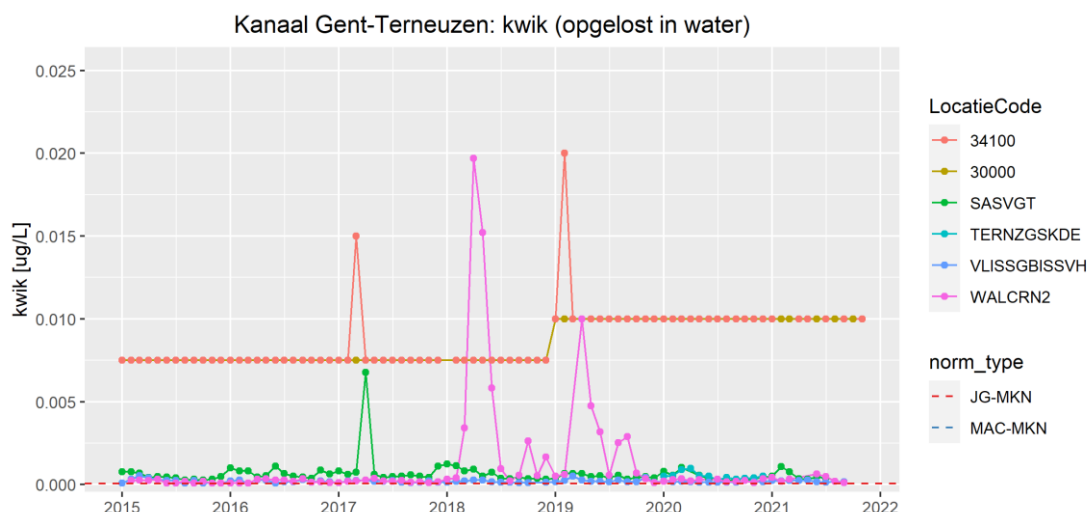 Kanaal Gent-Terneuzen: kwik (opgelost in water)
kwik [ug/L]
0.025
0.020
0.015
0.010
0.005
0.000
2015 2016 2017 2018 2019 2020 2021 2022
LocatieCode
34100
30000
SASVGT
TERNZGSKDE
VLISSGBISSVH
WALCRN2
norm_type
JG-MKN
MAC-MKN